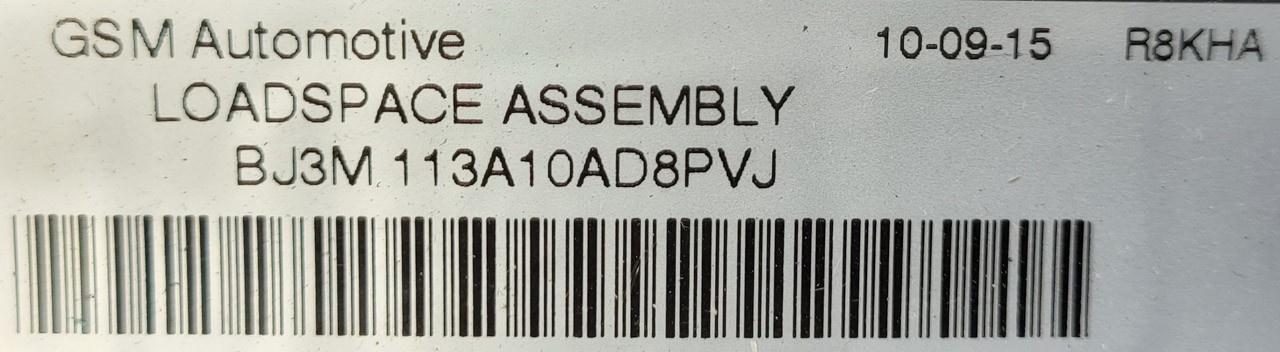 GSM Automotive 10-09-15 R8KHA
LOADSPACE ASSEMBLY
BJ3M 113A10AD8PVJ